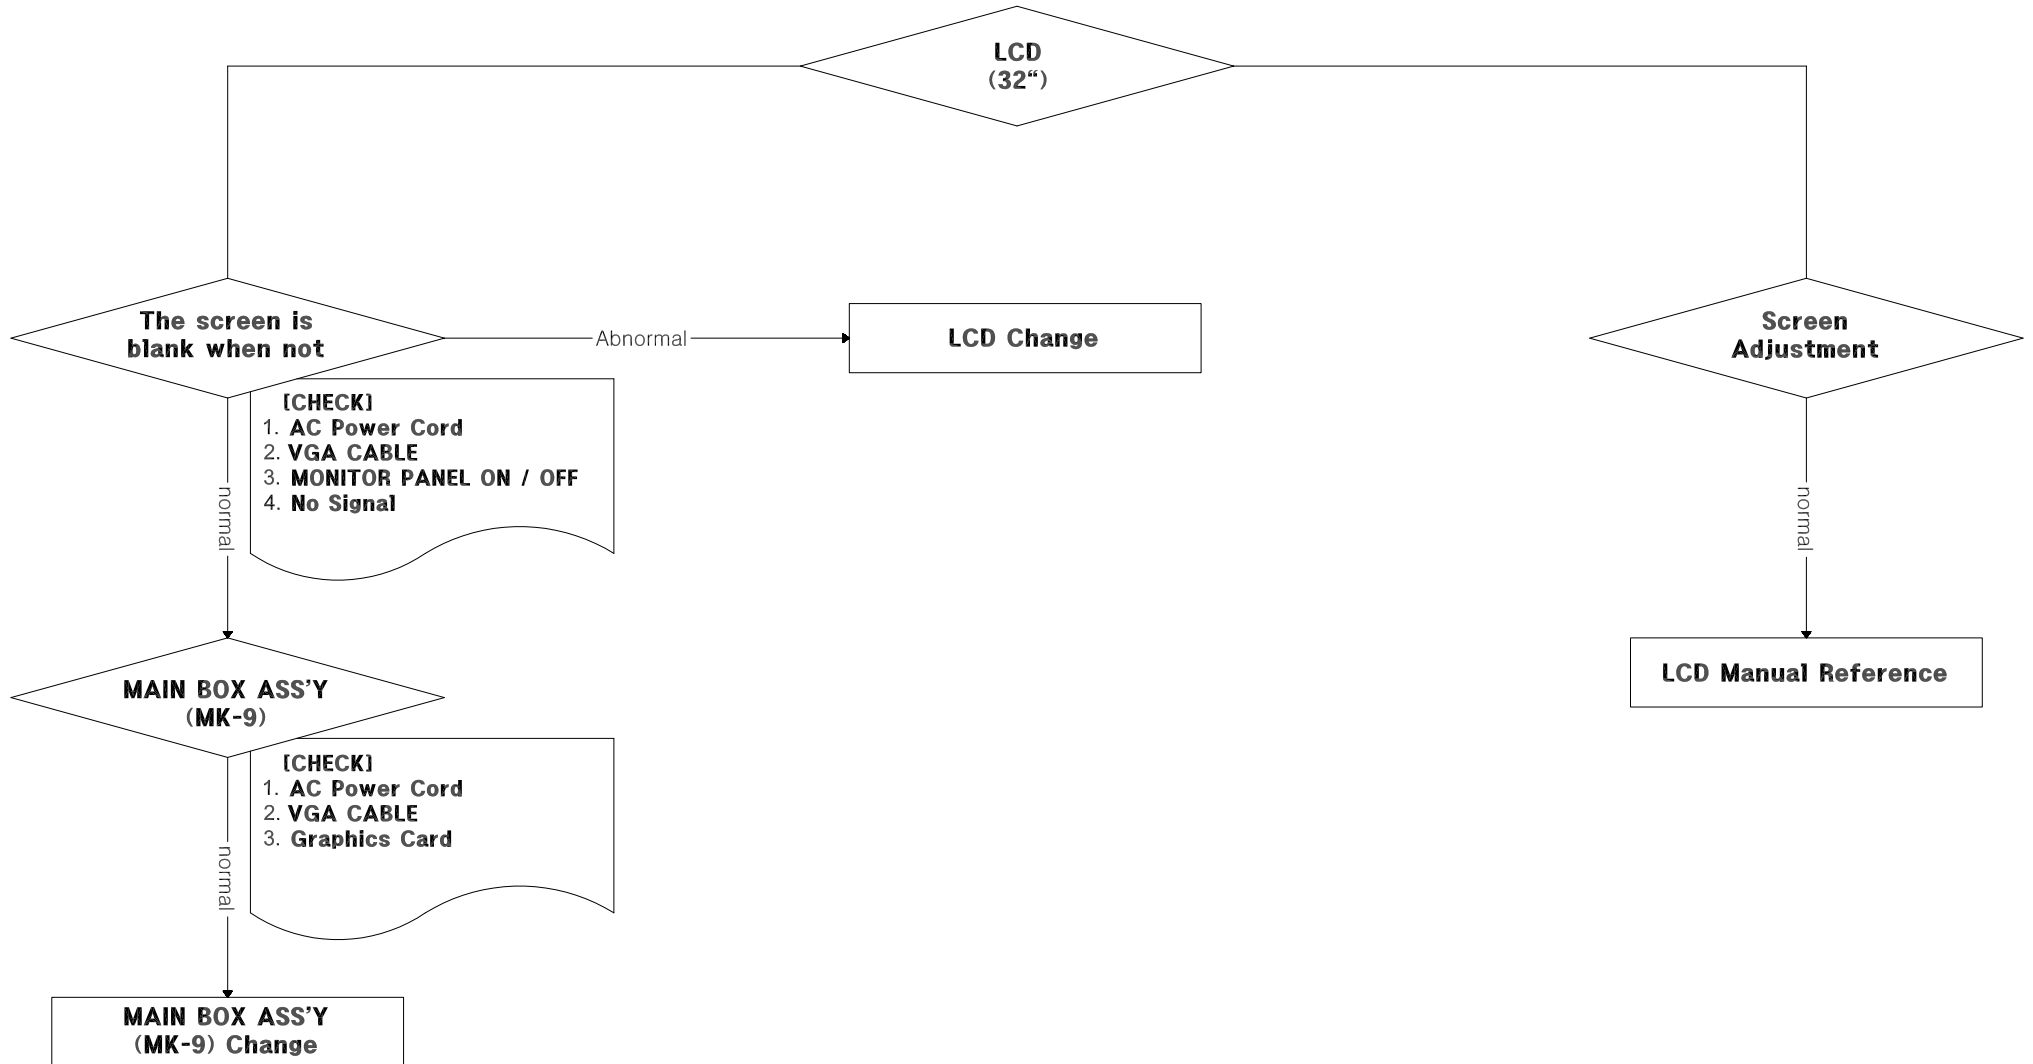 LCD
(32“)
The screen is
blank when not
Abnormal
LCD Change
Screen
Adjustment
[CHECK]
1. AC Power Cord
2. VGA CABLE
3. MONITOR PANEL ON / OFF
4. No Signal
normal
normal
MAIN BOX ASS’Y
(MK-9)
LCD Manual Reference
[CHECK]
1. AC Power Cord
2. VGA CABLE
3. Graphics Card
normal
MAIN BOX ASS’Y
(MK-9) Change